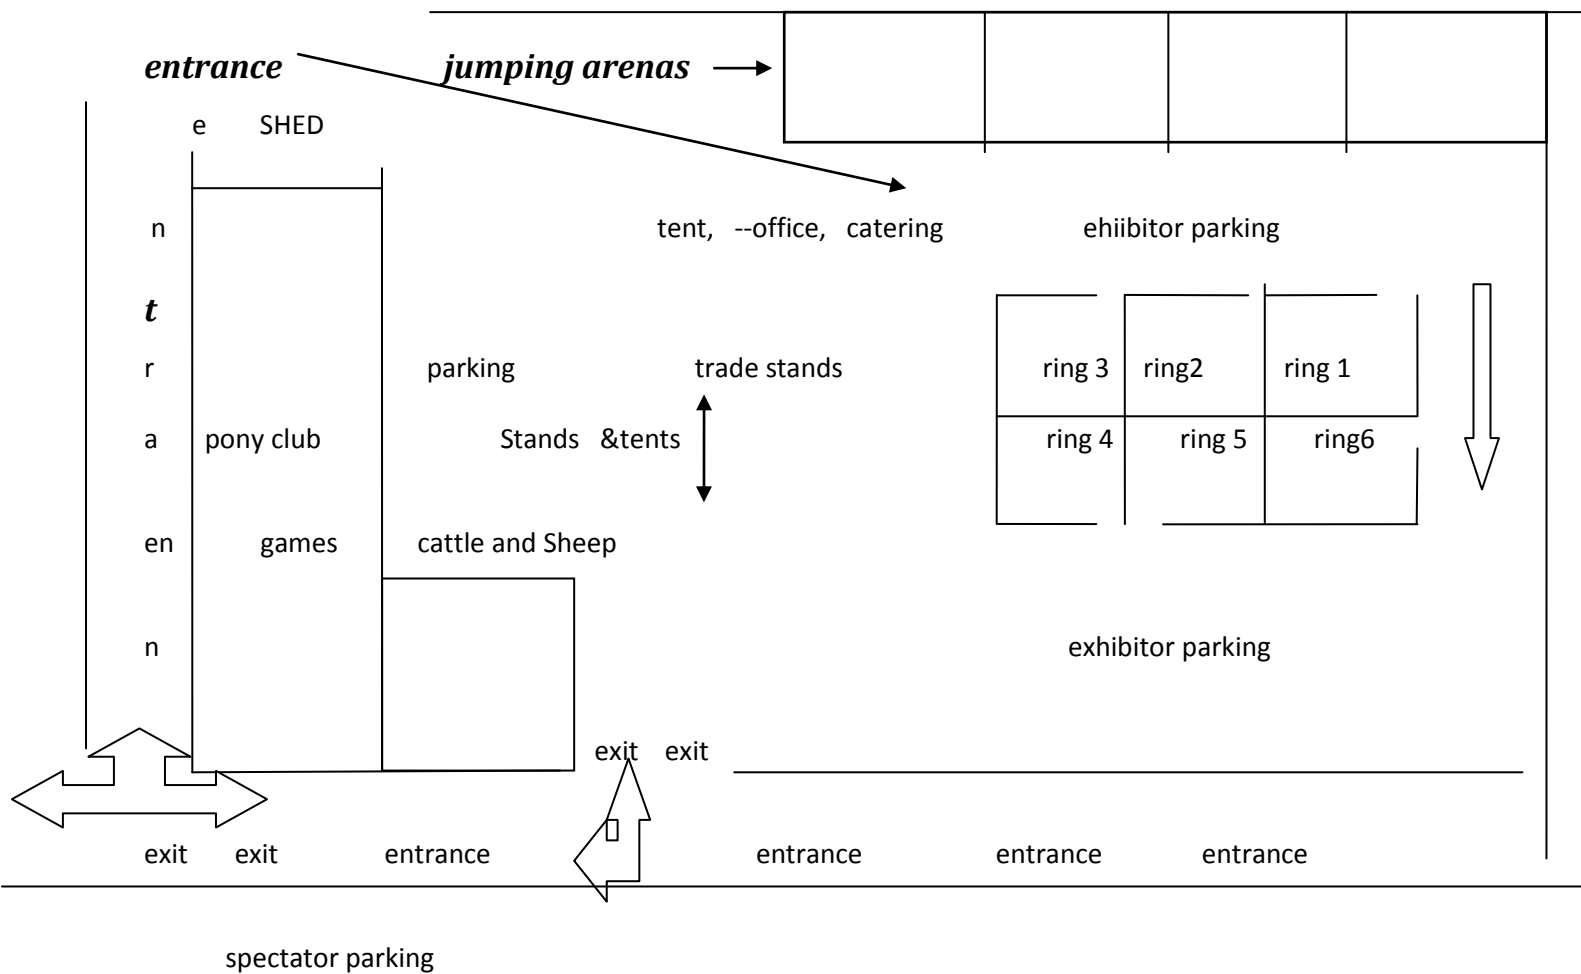 entrance jumping arenas
e SHED
n tent, --office, catering ehiibitor parking
t
r parking trade stands ring 3 ring2 ring 1
a pony club Stands &tents ring 4 ring 5 ring6
en games cattle and Sheep
n exhibitor parking
exit exit
exit exit entrance entrance entrance entrance
spectator parking